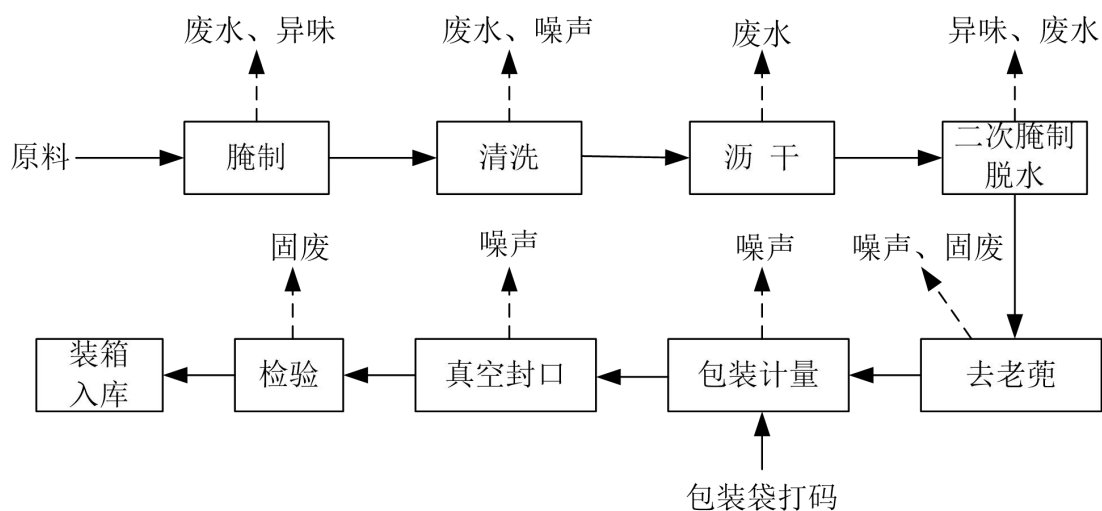 废水、异味
废水、噪声
废水
异味、废水
原料
腌制
清洗
沥 干
二次腌制
脱水
固废
噪声
噪声
噪声、固废
装箱
入库
检验
真空封口
包装计量
去老蔸
包装袋打码